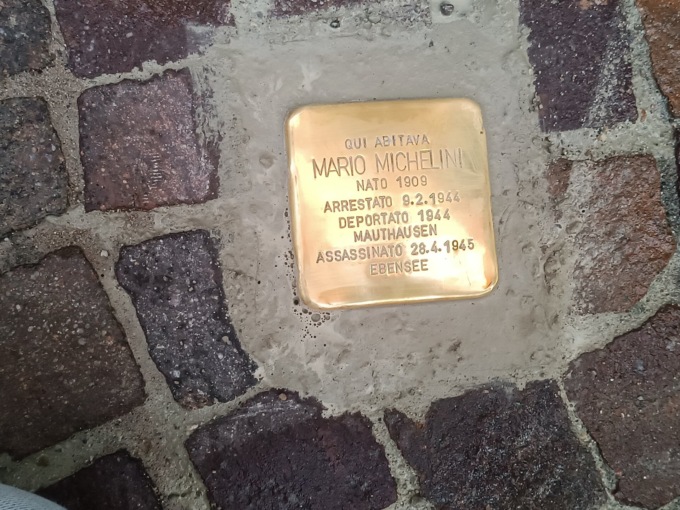 QUI ABITAVA
MARIO MICHELINI
NATO 1909
ARRESTATO 9.2.1944
DEPORTATO 1944
MAUTHAUSEN
ASSASSINATO 28.4.1945
EBENSEE